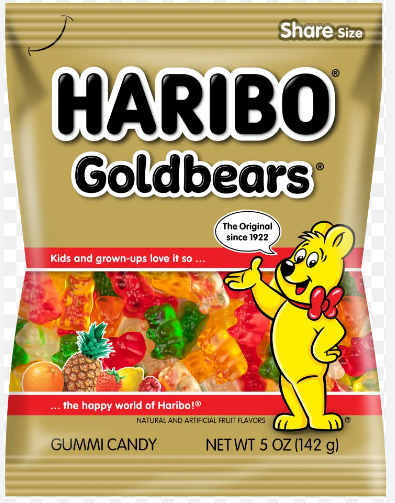 Share Size
HARIBO®
Goldbears®
The Original
since 1922
Kids and grown-ups love it so ...
... the happy world of Haribo!®
NATURAL AND ARTIFICIAL FRUIT FLAVORS
®
GUMMI CANDY NET WT 5 OZ (142 g)